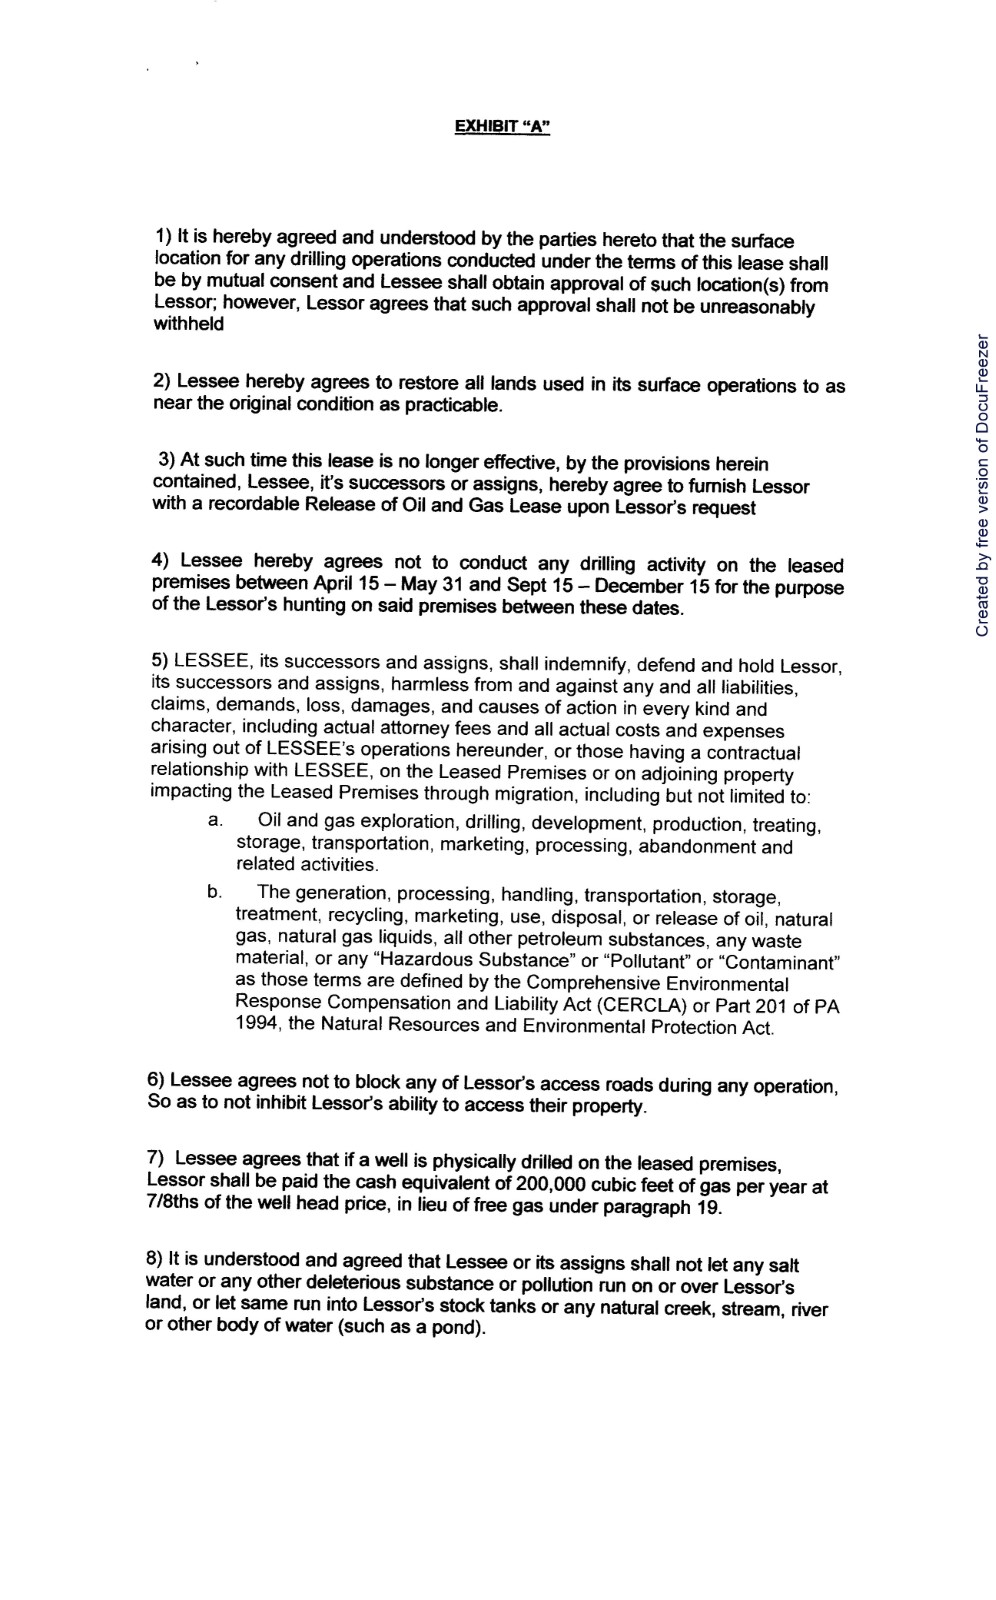 EXHIBIT “A”
1) It is hereby agreed and understood by the parties hereto that the surface
location for any drilling operations conducted under the terms of this lease shall
be by mutual consent and Lessee shall obtain approval of such location(s) from
Lessor; however, Lessor agrees that such approval shall not be unreasonably
withheld
2) Lessee hereby agrees to restore all lands used in its surface operations to as
near the original condition as practicable.
3) At such time this lease is no longer effective, by the provisions herein
contained, Lessee, it’s successors or assigns, hereby agree to furnish Lessor
with a recordable Release of Oil and Gas Lease upon Lessor’s request
4) Lessee hereby agrees not to conduct any drilling activity on the leased
premises between April 15 – May 31 and Sept 15 – December 15 for the purpose
of the Lessor’s hunting on said premises between these dates.
5) LESSEE, its successors and assigns, shall indemnify, defend and hold Lessor,
its successors and assigns, harmless from and against any and all liabilities,
claims, demands, loss, damages, and causes of action in every kind and
character, including actual attorney fees and all actual costs and expenses
arising out of LESSEE’s operations hereunder, or those having a contractual
relationship with LESSEE, on the Leased Premises or on adjoining property
impacting the Leased Premises through migration, including but not limited to:
a. Oil and gas exploration, drilling, development, production, treating,
storage, transportation, marketing, processing, abandonment and
related activities.
b. The generation, processing, handling, transportation, storage,
treatment, recycling, marketing, use, disposal, or release of oil, natural
gas, natural gas liquids, all other petroleum substances, any waste
material, or any “Hazardous Substance” or “Pollutant” or “Contaminant”
as those terms are defined by the Comprehensive Environmental
Response Compensation and Liability Act (CERCLA) or Part 201 of PA
1994, the Natural Resources and Environmental Protection Act.
6) Lessee agrees not to block any of Lessor’s access roads during any operation,
So as to not inhibit Lessor’s ability to access their property.
7) Lessee agrees that if a well is physically drilled on the leased premises,
Lessor shall be paid the cash equivalent of 200,000 cubic feet of gas per year at
7/8ths of the well head price, in lieu of free gas under paragraph 19.
8) It is understood and agreed that Lessee or its assigns shall not let any salt
water or any other deleterious substance or pollution run on or over Lessor’s
land, or let same run into Lessor’s stock tanks or any natural creek, stream, river
or other body of water (such as a pond).
Created by free version of DocuFreezer